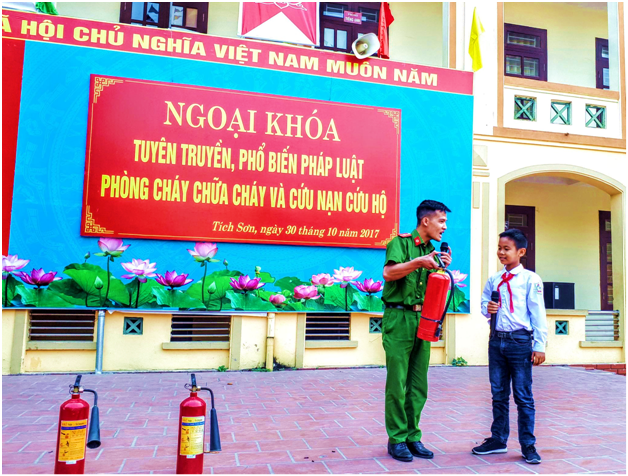 Ã HỘI CHỦ NGHĨA VIỆT NAM MUÔN NĂM
NGOẠI KHÓA
TUYÊN TRUYỀN, PHỔ BIẾN PHÁP LUẬT
PHÒNG CHÁY CHỮA CHÁY VÀ CỨU NẠN CỨU HỘ
Tích Sơn, ngày 30 tháng 10 năm 2017